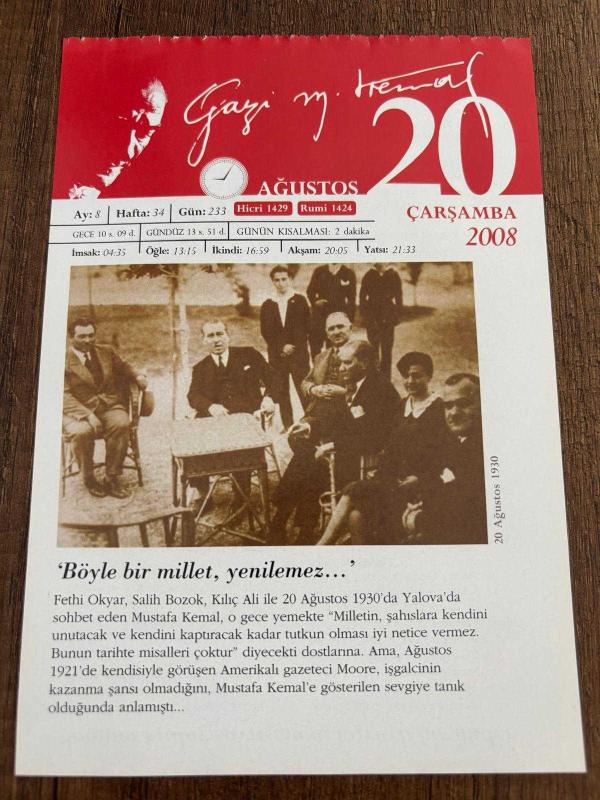 Gazi M. Kemal
20
AĞUSTOS
ÇARŞAMBA
2008
Ay: 8 Hafta: 34 Gün: 233 Hicri 1429 Rumi 1424
GECE 10 s. 09 d. GÜNDÜZ 13 s. 51 d. GÜNÜN KISALMASI: 2 dakika
İmsak: 04:35 Öğle: 13:15 İkindi: 16:59 Akşam: 20:05 Yatsı: 21:33
20 Ağustos 1930
‘Böyle bir millet, yenilemez...’
Fethi Okyar, Salih Bozok, Kılıç Ali ile 20 Ağustos 1930’da Yalova’da
sohbet eden Mustafa Kemal, o gece yemekte “Milletin, şahıslara kendini
unutacak ve kendini kaptıracak kadar tutkun olması iyi netice vermez.
Bunun tarihte misalleri çoktur” diyecekti dostlarına. Ama, Ağustos
1921’de kendisiyle görüşen Amerikalı gazeteci Moore, işgalcinin
kazanma şansı olmadığını, Mustafa Kemal’e gösterilen sevgiye tanık
olduğunda anlamıştı...